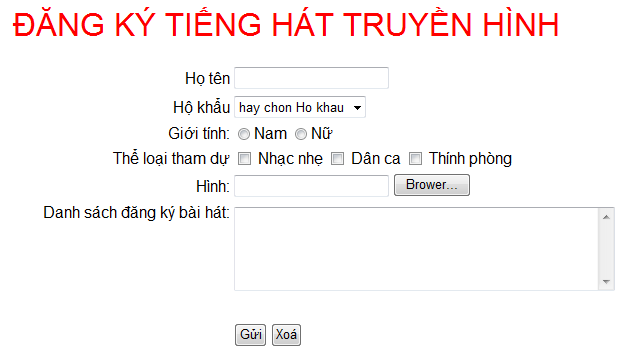 ĐĂNG KÝ TIẾNG HÁT TRUYỀN HÌNH
Họ tên
Hộ khẩu hay chon Ho khau
Giới tính: Nam Nữ
Thể loại tham dự Nhạc nhẹ Dân ca Thính phòng
Hình: Brower...
Danh sách đăng ký bài hát:
Gửi Xoá